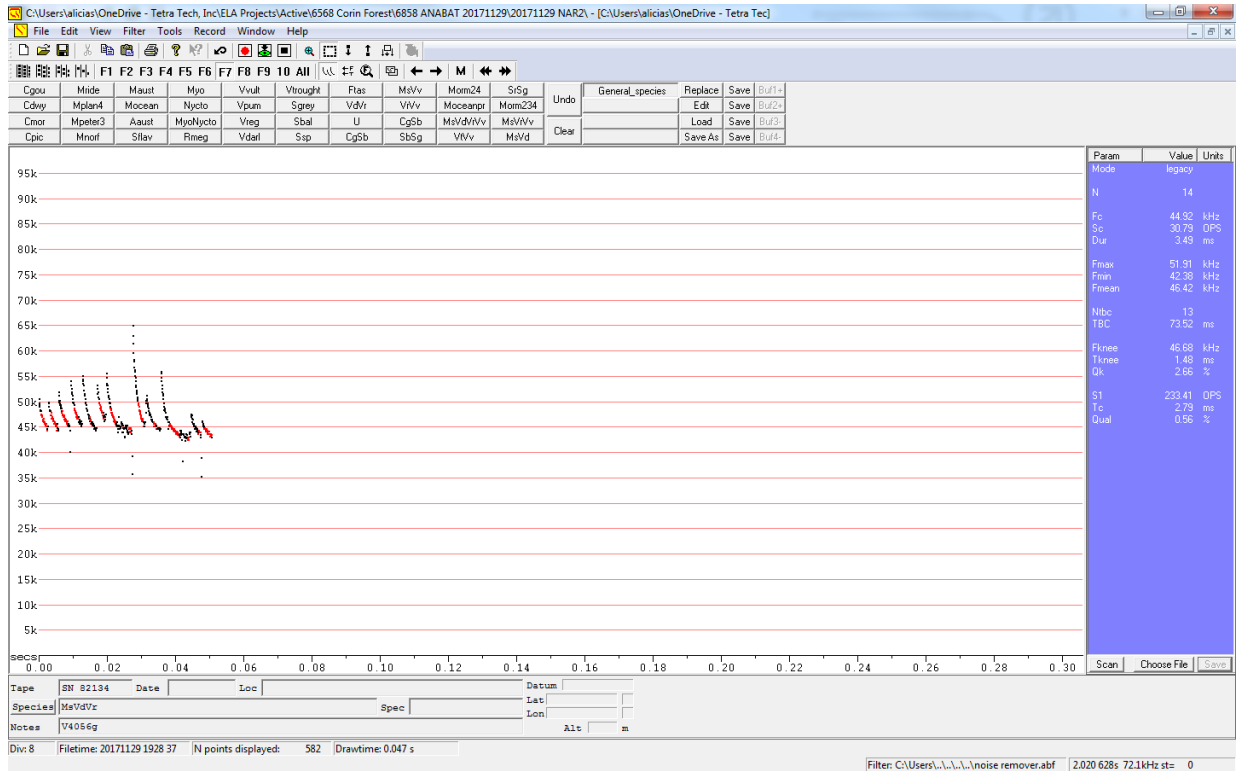 C:\Users\alicias\OneDrive - Tetra Tech, Inc\ELA Projects\Active\6568 Corin Forest\6858 ANABAT 20171129\20171129 NAR2\ - [C:\Users\alicias\OneDrive - Tetra Tec]
File Edit View Filter Tools Record Window Help
F1 F2 F3 F4 F5 F6 F7 F8 F9 10 All M
Cgou Mride Maust Myo Vvult Vtrought Ftas MsVv Morm24 SrSg Undo General_species Replace Save Buf1+
Cdwy Mplan4 Mocean Nycto Vpum Sgrey VdVr VrVv Moceanpr Morm234 Edit Save Buf2+
Cmor Mpeter3 Aaust MyoNycto Vreg Sbal U CgSb MsVdVrVv MsVrVv Clear Load Save Buf3-
Cpic Mnorf Sflav Rmeg Vdarl Ssp CgSb SbSg VfVv MsVd Save As Save Buf4-
Param Value Units
Mode legacy
N 14
Fc 44.92 kHz
Sc 30.79 OPS
Dur 3.49 ms
Fmax 51.91 kHz
Fmin 42.38 kHz
Fmean 46.42 kHz
Ntbc 13
TBC 73.52 ms
Fknee 46.68 kHz
Tknee 1.48 ms
Qk 2.66 %
S1 233.41 OPS
Tc 2.79 ms
Qual 0.56 %
95k
90k
85k
80k
75k
70k
65k
60k
55k
50k
45k
40k
35k
30k
25k
20k
15k
10k
5k
secs
0.00 0.02 0.04 0.06 0.08 0.10 0.12 0.14 0.16 0.18 0.20 0.22 0.24 0.26 0.28 0.30
Scan Choose File Save
Tape SN 82134 Date Loc Datum
Species MsVdVr Spec Lat
Lon
Notes V4056g Alt m
Div: 8 Filetime: 20171129 1928 37 N points displayed: 582 Drawtime: 0.047 s
Filter: C:\Users\..\..\..\..\noise remover.abf 2.020 628s 72.1kHz st= 0